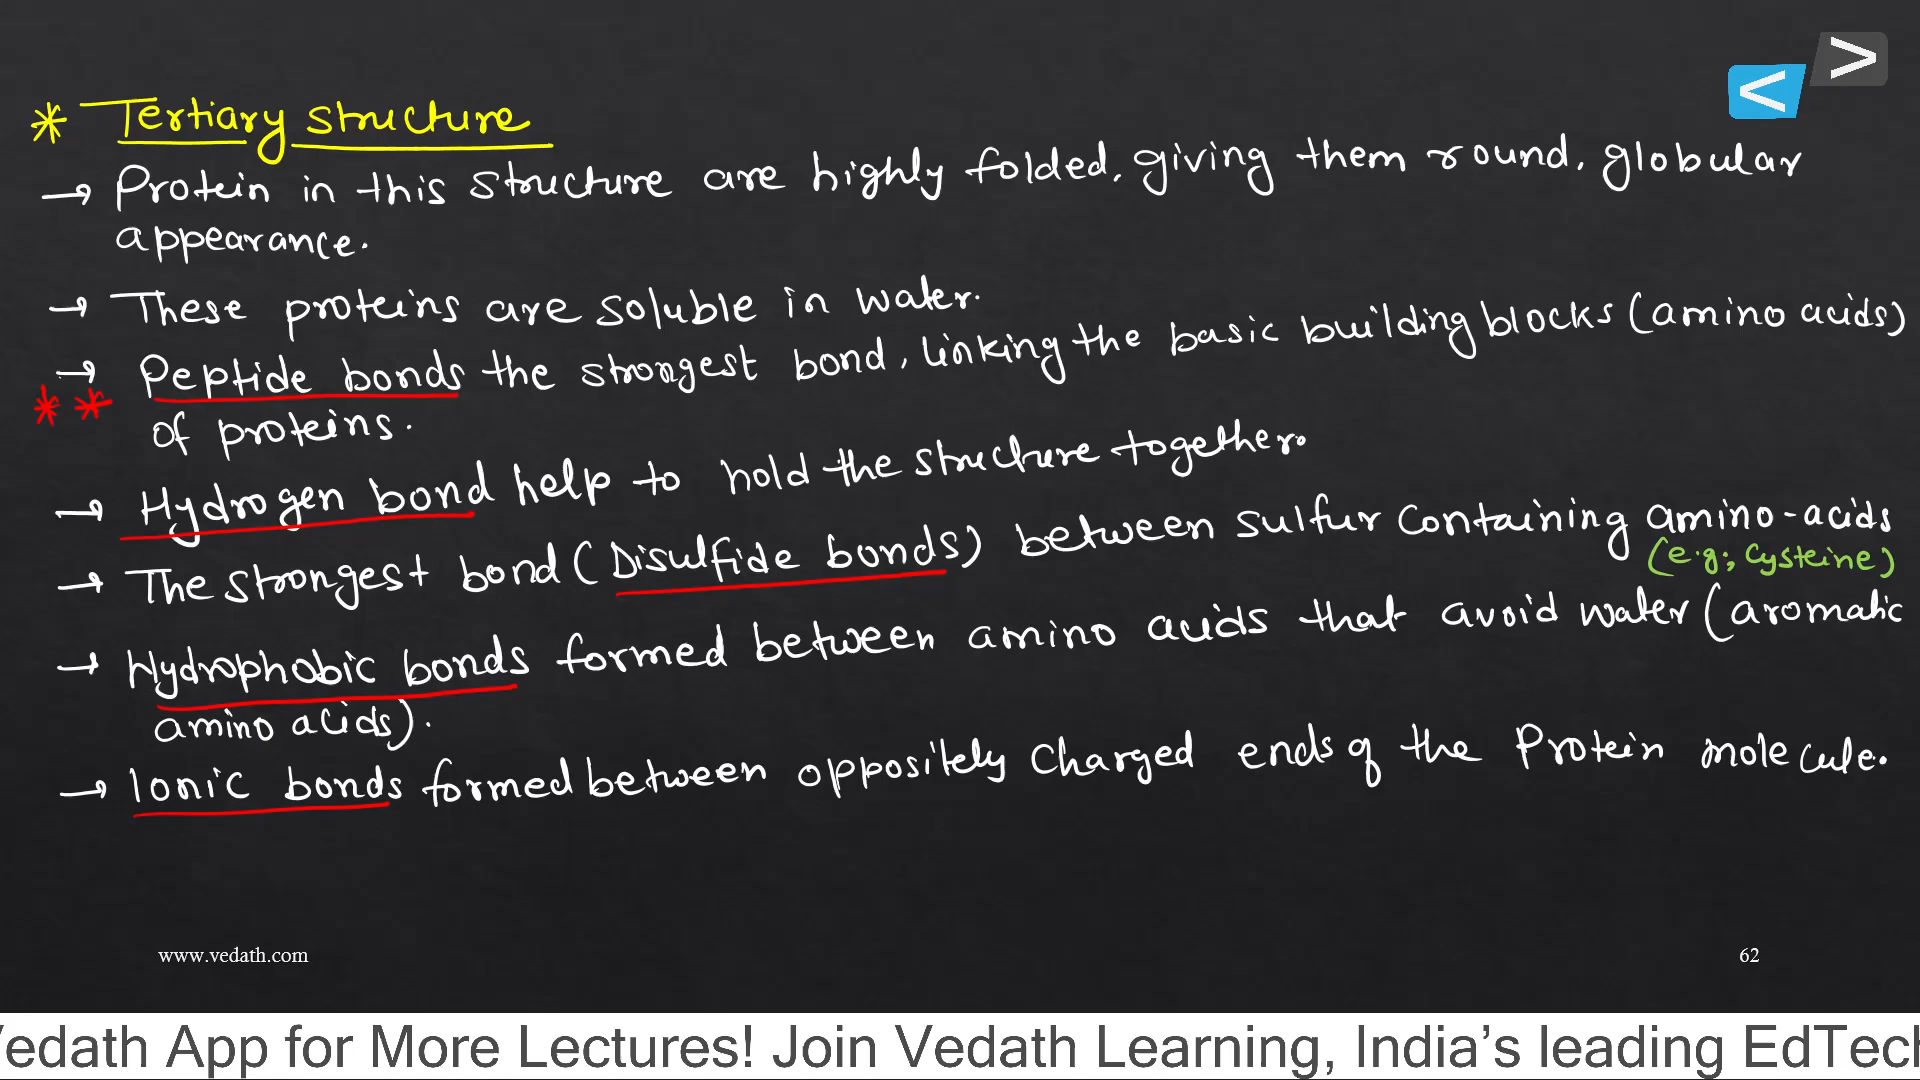 * Tertiary structure
→ Protein in this structure are highly folded, giving them round, globular
appearance.
→ These proteins are soluble in water.
→ Peptide bonds the strongest bond, linking the basic building blocks (amino acids)
** of proteins.
→ Hydrogen bond help to hold the structure together.
→ The strongest bond (Disulfide bonds) between sulfur containing amino-acids
(e.g; cysteine)
→ Hydrophobic bonds formed between amino acids that avoid water (aromatic
amino acids).
→ Ionic bonds formed between oppositely charged ends of the Protein molecule.
www.vedath.com 62
Vedath App for More Lectures! Join Vedath Learning, India's leading EdTech